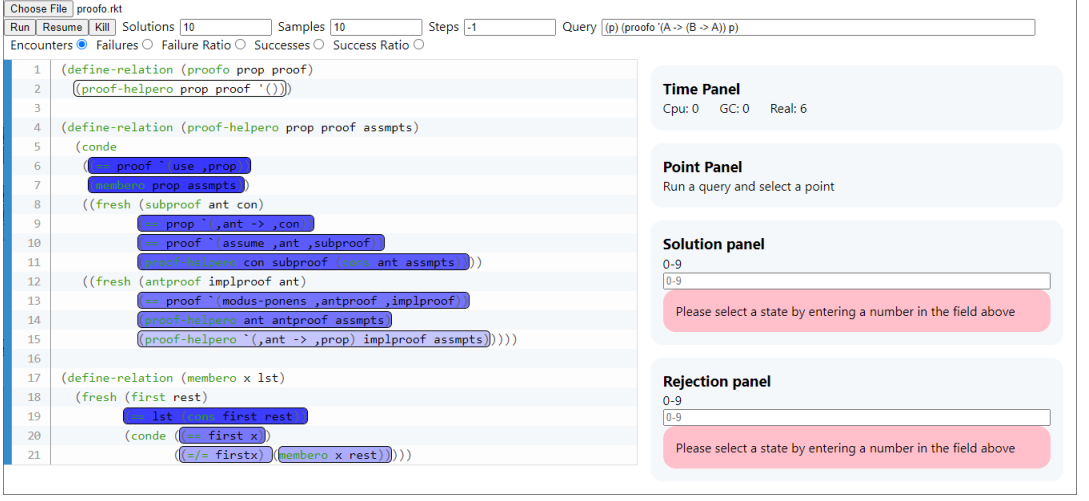 Choose File proofo.rkt
Run Resume Kill Solutions 10 Samples 10 Steps -1 Query (p) (proofo '(A -> (B -> A)) p)
Encounters Failures Failure Ratio Successes Success Ratio
1 (define-relation (proofo prop proof)
2 (proof-helpero prop proof '()))
3
4 (define-relation (proof-helpero prop proof assmpts)
5 (conde
6 ((== proof `(use ,prop))
7 (membero prop assmpts))
8 ((fresh (subproof ant con)
9 (== prop `(,ant -> ,con))
10 (== proof `(assume ,ant ,subproof))
11 (proof-helpero con subproof (cons ant assmpts))))
12 ((fresh (antproof implproof ant)
13 (== proof `(modus-ponens ,antproof ,implproof))
14 (proof-helpero ant antproof assmpts)
15 (proof-helpero `(,ant -> ,prop) implproof assmpts)))))
16
17 (define-relation (membero x lst)
18 (fresh (first rest)
19 (== lst (cons first rest))
20 (conde ((== first x))
21 ((=/= firstx) (membero x rest)))))
Time Panel
Cpu: 0 GC: 0 Real: 6
Point Panel
Run a query and select a point
Solution panel
0-9
0-9
Please select a state by entering a number in the field above
Rejection panel
0-9
0-9
Please select a state by entering a number in the field above